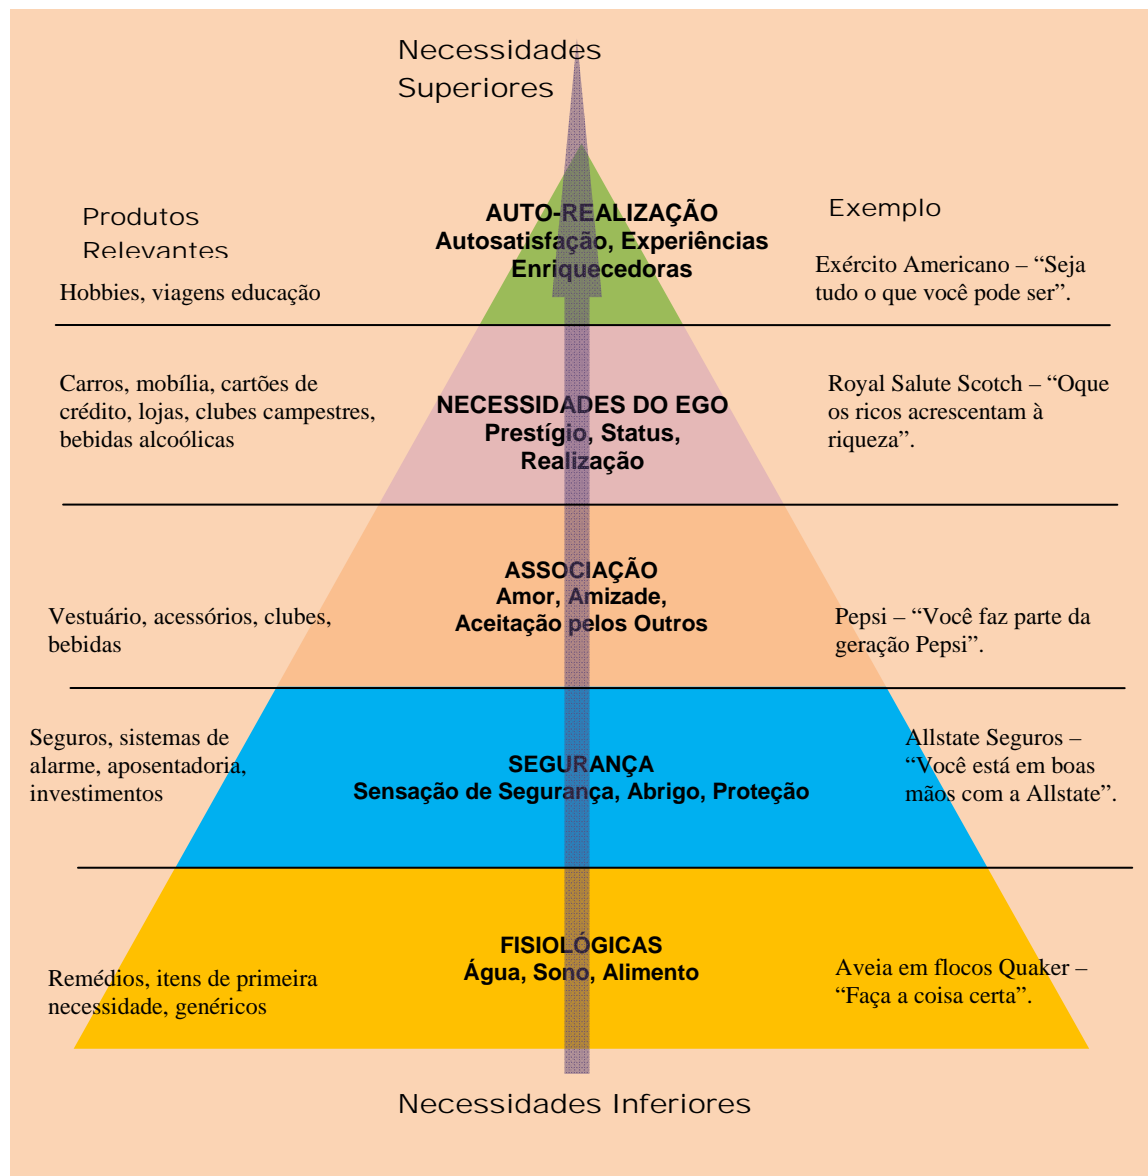 Necessidades
Superiores
Produtos
Relevantes
AUTO-REALIZAÇÃO
Autosatisfação, Experiências
Enriquecedoras
Exemplo
Hobbies, viagens educação
Exército Americano – “Seja
tudo o que você pode ser”.
Carros, mobília, cartões de
crédito, lojas, clubes campestres,
bebidas alcoólicas
NECESSIDADES DO EGO
Prestígio, Status,
Realização
Royal Salute Scotch – “Oque
os ricos acrescentam à
riqueza”.
Vestuário, acessórios, clubes,
bebidas
ASSOCIAÇÃO
Amor, Amizade,
Aceitação pelos Outros
Pepsi – “Você faz parte da
geração Pepsi”.
Seguros, sistemas de
alarme, aposentadoria,
investimentos
SEGURANÇA
Sensação de Segurança, Abrigo, Proteção
Allstate Seguros –
“Você está em boas
mãos com a Allstate”.
Remédios, itens de primeira
necessidade, genéricos
FISIOLÓGICAS
Água, Sono, Alimento
Aveia em flocos Quaker –
“Faça a coisa certa”.
Necessidades Inferiores